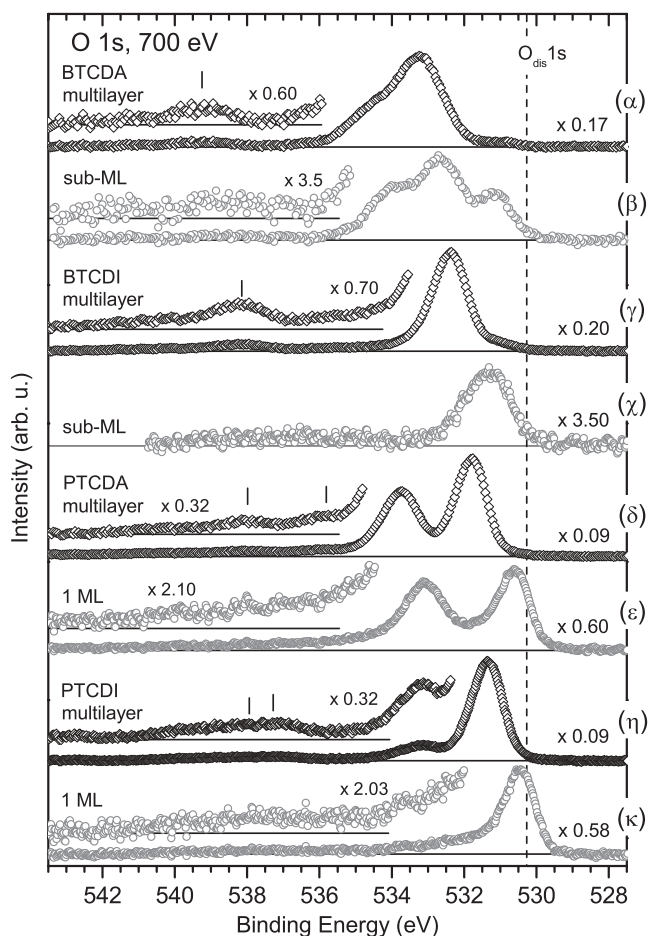 O 1s, 700 eV
O_dis 1s
BTCDA
multilayer
x 0.60
x 0.17
(α)
sub-ML
x 3.5
(β)
BTCDI
multilayer
x 0.70
x 0.20
(γ)
sub-ML
x 3.50
(χ)
PTCDA
multilayer
x 0.32
x 0.09
(δ)
1 ML
x 2.10
x 0.60
(ε)
PTCDI
multilayer
x 0.32
x 0.09
(η)
1 ML
x 2.03
x 0.58
(κ)
Intensity (arb. u.)
542 540 538 536 534 532 530 528
Binding Energy (eV)